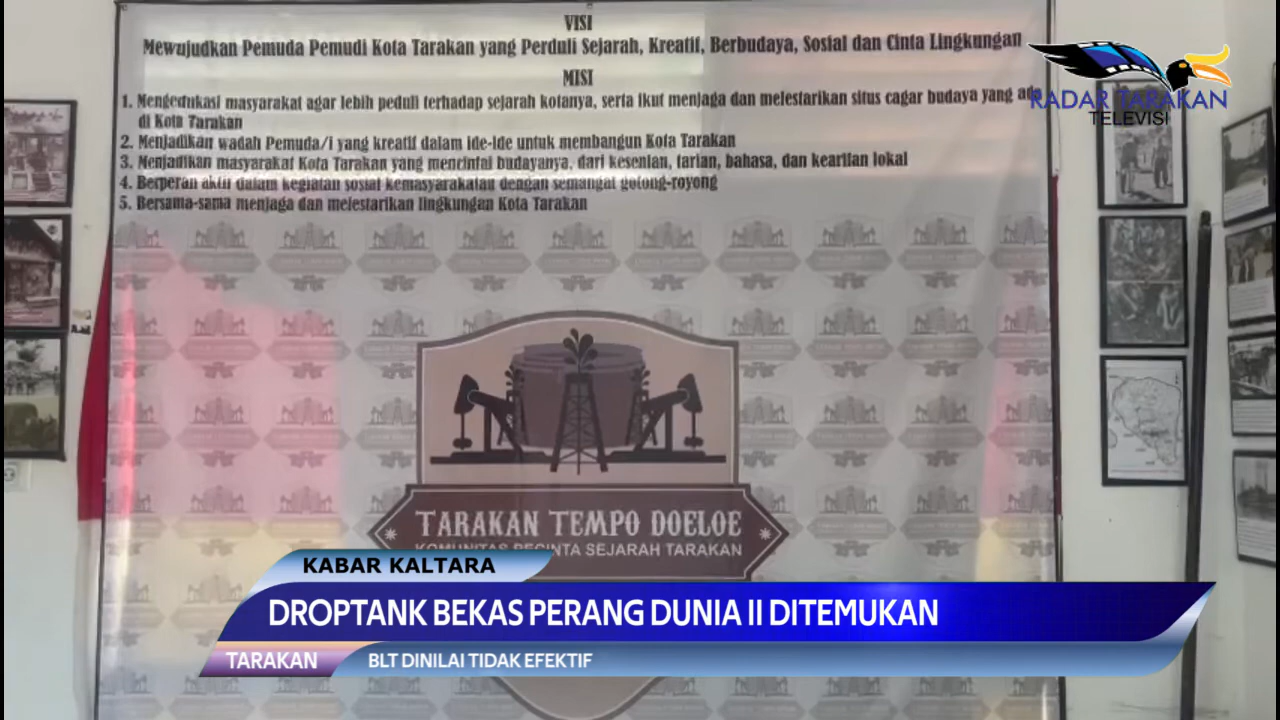 VISI
Mewujudkan Pemuda Pemudi Kota Tarakan yang Perduli Sejarah, Kreatif, Berbudaya, Sosial dan Cinta Lingkungan
MISI
1. Mengedukasi masyarakat agar lebih peduli terhadap sejarah kotanya, serta ikut menjaga dan melestarikan situs cagar budaya yang ada
di Kota Tarakan
2. Menjadikan wadah Pemuda/i yang kreatif dalam ide-ide untuk membangun Kota Tarakan
3. Menjadikan masyarakat Kota Tarakan yang mencintai budayanya, dari kesenian, tarian, bahasa, dan kearifan lokal
4. Berperan aktif dalam kegiatan sosial kemasyarakatan dengan semangat gotong-royong
5. Bersama-sama menjaga dan melestarikan lingkungan Kota Tarakan
RADAR TARAKAN
TELEVISI
TARAKAN TEMPO DOELOE
KOMUNITAS PECINTA SEJARAH TARAKAN
KABAR KALTARA
DROPTANK BEKAS PERANG DUNIA II DITEMUKAN
TARAKAN
BLT DINILAI TIDAK EFEKTIF